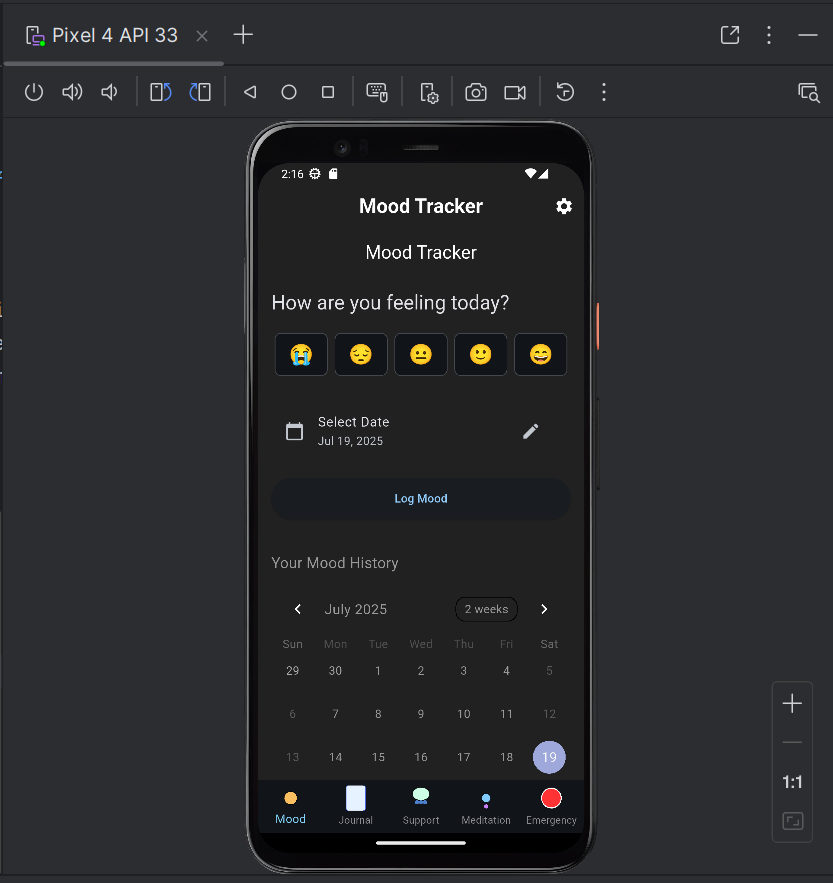 Pixel 4 API 33
2:16
Mood Tracker
Mood Tracker
How are you feeling today?
Select Date
Jul 19, 2025
Log Mood
Your Mood History
July 2025 2 weeks
Sun Mon Tue Wed Thu Fri Sat
29 30 1 2 3 4 5
6 7 8 9 10 11 12
13 14 15 16 17 18 19
Mood Journal Support Meditation Emergency
1:1